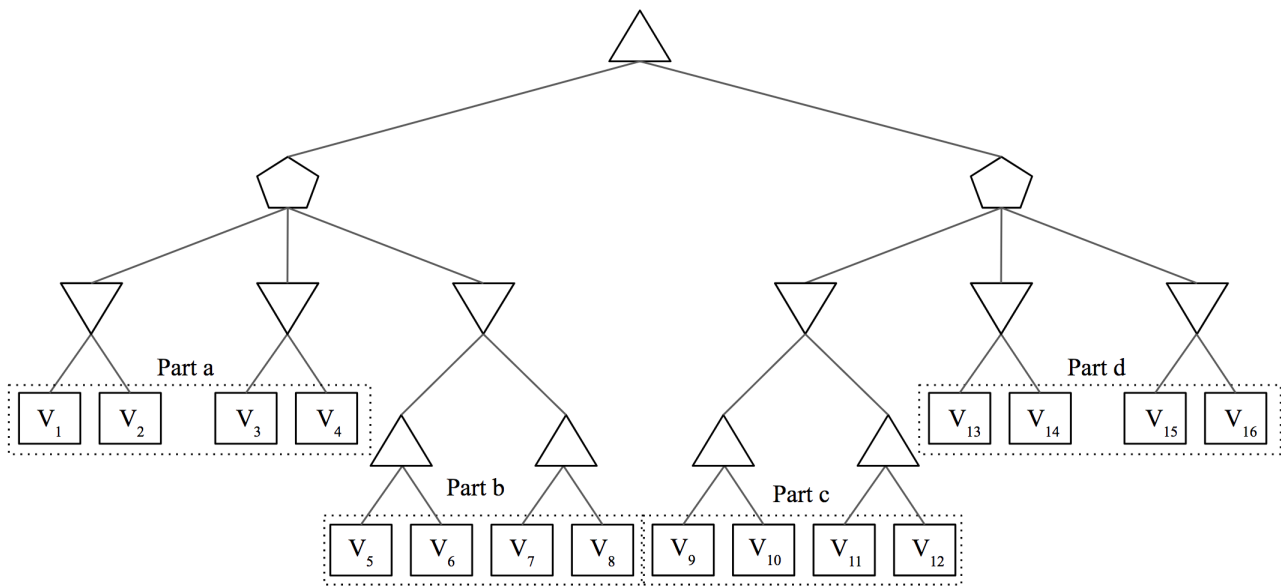 Part a
Part d
V1 V2 V3 V4
V13 V14 V15 V16
Part b
Part c
V5 V6 V7 V8 V9 V10 V11 V12